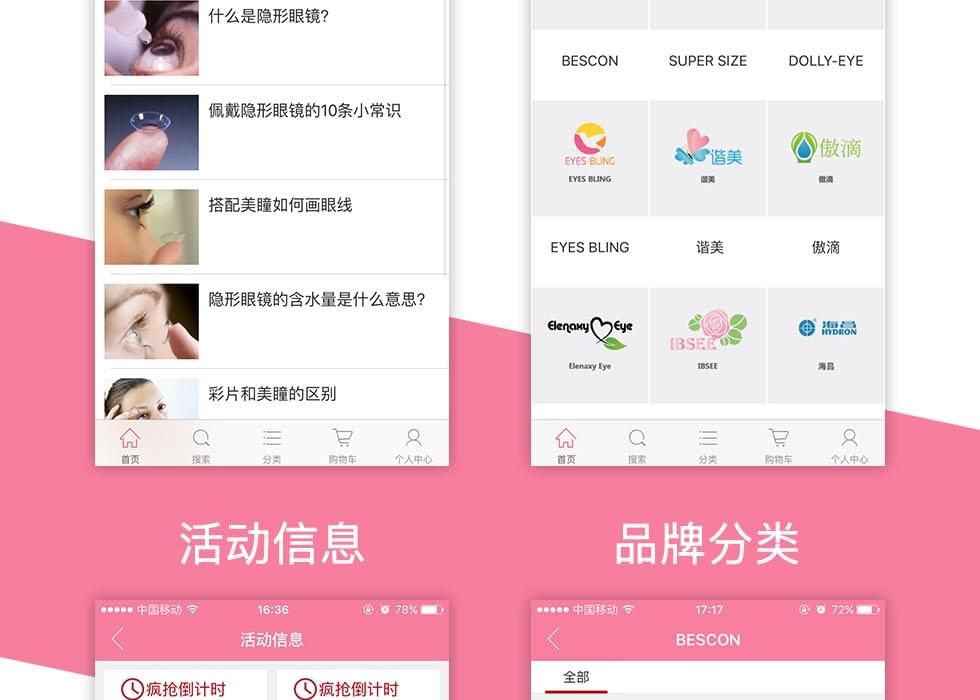 什么是隐形眼镜?
佩戴隐形眼镜的10条小常识
搭配美瞳如何画眼线
隐形眼镜的含水量是什么意思?
彩片和美瞳的区别
首页 搜索 分类 购物车 个人中心
BESCON SUPER SIZE DOLLY-EYE
EYES BLING 谐美 傲滴
EYES BLING 谐美 傲滴
EYES BLING 谐美 傲滴
Elenaxy Eye IBSEE 海昌
HYDRON
Elenaxy Eye IBSEE 海昌
首页 搜索 分类 购物车 个人中心
活动信息 品牌分类
中国移动 16:36 78%
活动信息
疯抢倒计时 疯抢倒计时
中国移动 17:17 72%
BESCON
全部